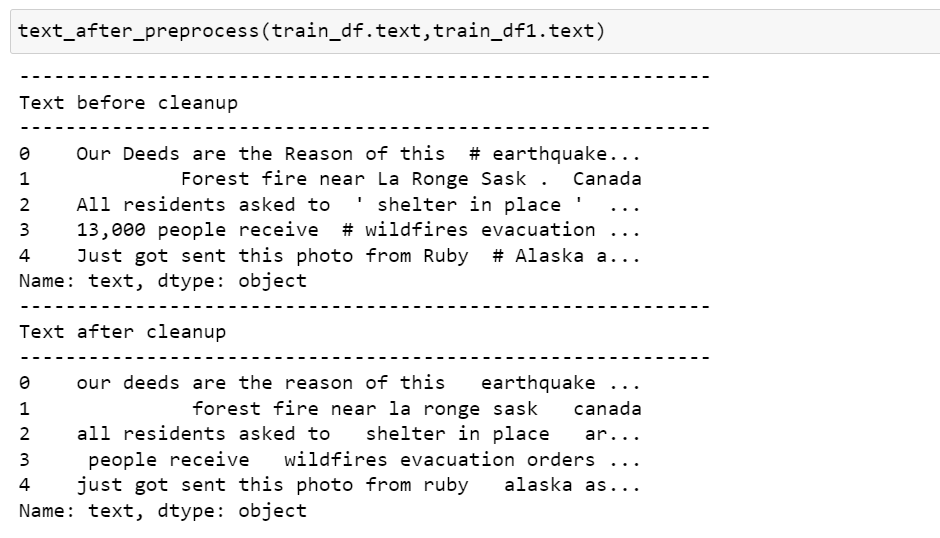 text_after_preprocess(train_df.text,train_df1.text)
------------------------------------------------------------
Text before cleanup
------------------------------------------------------------
0    Our Deeds are the Reason of this  # earthquake...
1             Forest fire near La Ronge Sask .  Canada
2    All residents asked to  ' shelter in place '  ...
3    13,000 people receive  # wildfires evacuation ...
4    Just got sent this photo from Ruby  # Alaska a...
Name: text, dtype: object
------------------------------------------------------------
Text after cleanup
------------------------------------------------------------
0    our deeds are the reason of this   earthquake ...
1              forest fire near la ronge sask   canada
2    all residents asked to   shelter in place   ar...
3     people receive   wildfires evacuation orders ...
4    just got sent this photo from ruby   alaska as...
Name: text, dtype: object